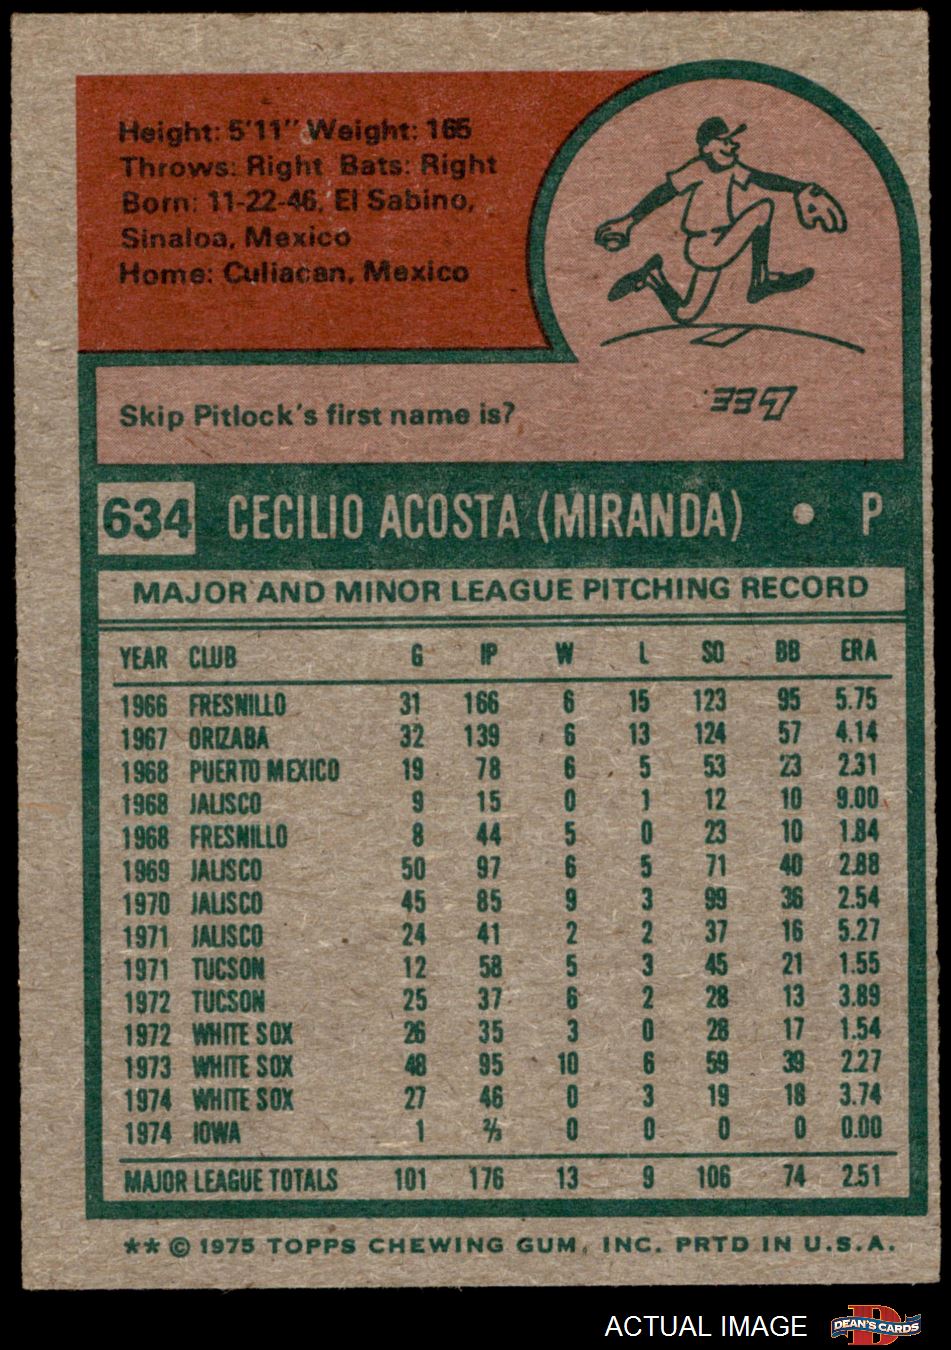 Height: 5'11" Weight: 165
Throws: Right Bats: Right
Born: 11-22-46, El Sabino,
Sinaloa, Mexico
Home: Culiacan, Mexico
Skip Pitlock's first name is?
634 CECILIO ACOSTA (MIRANDA) • P
MAJOR AND MINOR LEAGUE PITCHING RECORD
YEAR CLUB G IP W L SO BB ERA
1966 FRESNILLO 31 166 6 15 123 95 5.75
1967 ORIZABA 32 139 6 13 124 57 4.14
1968 PUERTO MEXICO 19 78 6 5 53 23 2.31
1968 JALISCO 9 15 0 1 12 10 9.00
1968 FRESNILLO 8 44 5 0 23 10 1.84
1969 JALISCO 50 97 6 5 71 40 2.88
1970 JALISCO 45 85 9 3 99 36 2.54
1971 JALISCO 24 41 2 2 37 16 5.27
1971 TUCSON 12 58 5 3 45 21 1.55
1972 TUCSON 25 37 6 2 28 13 3.89
1972 WHITE SOX 26 35 3 0 28 17 1.54
1973 WHITE SOX 48 95 10 6 59 39 2.27
1974 WHITE SOX 27 46 0 3 19 18 3.74
1974 IOWA 1 ⅔ 0 0 0 0 0.00
MAJOR LEAGUE TOTALS 101 176 13 9 106 74 2.51
** © 1975 TOPPS CHEWING GUM, INC. PRTD IN U.S.A.
ACTUAL IMAGE
D DEAN'S CARDS